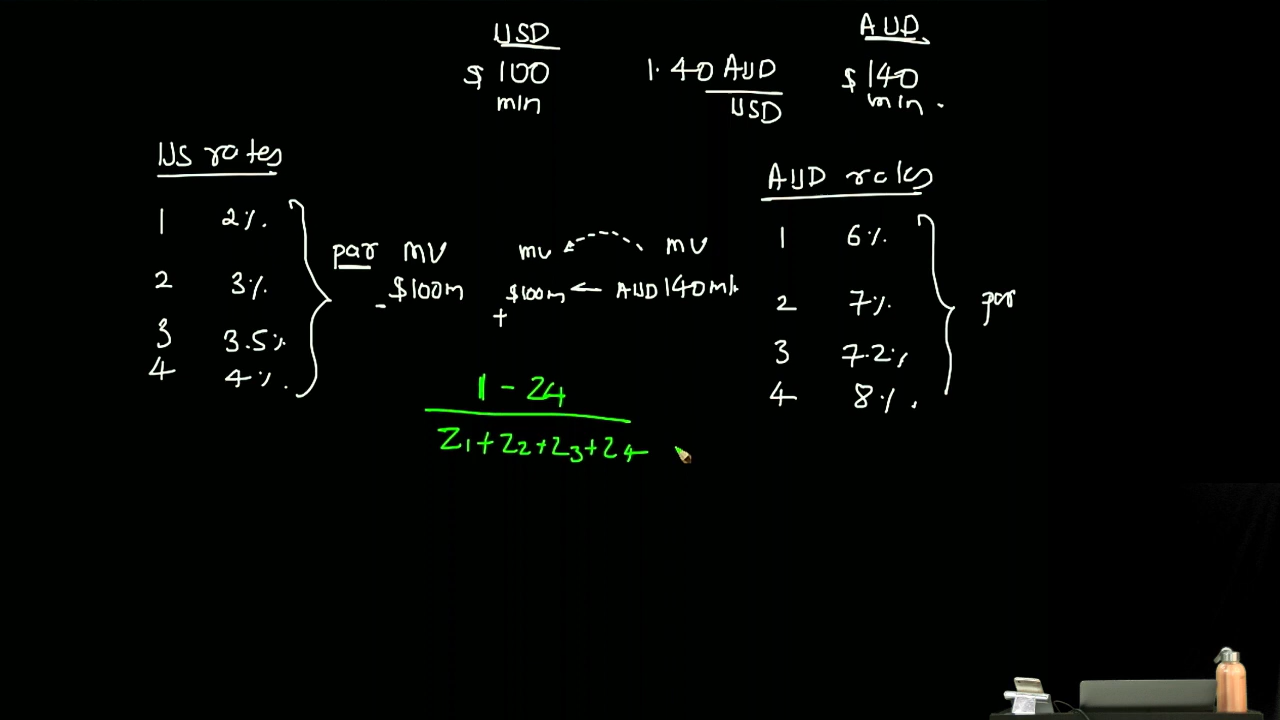 USD
$ 100
min
1.40 AUD
USD
AUD
$ 140
min.
US rates
1 2%.
2 3%.
3 3.5%
4 4%.
par
MV
- $100m
mv
$100m
+
MV
AUD 140 mln
1 - Z4
Z1 + Z2 + Z3 + Z4
AUD rates
1 6%.
2 7%.
3 7.2%
4 8%.
par